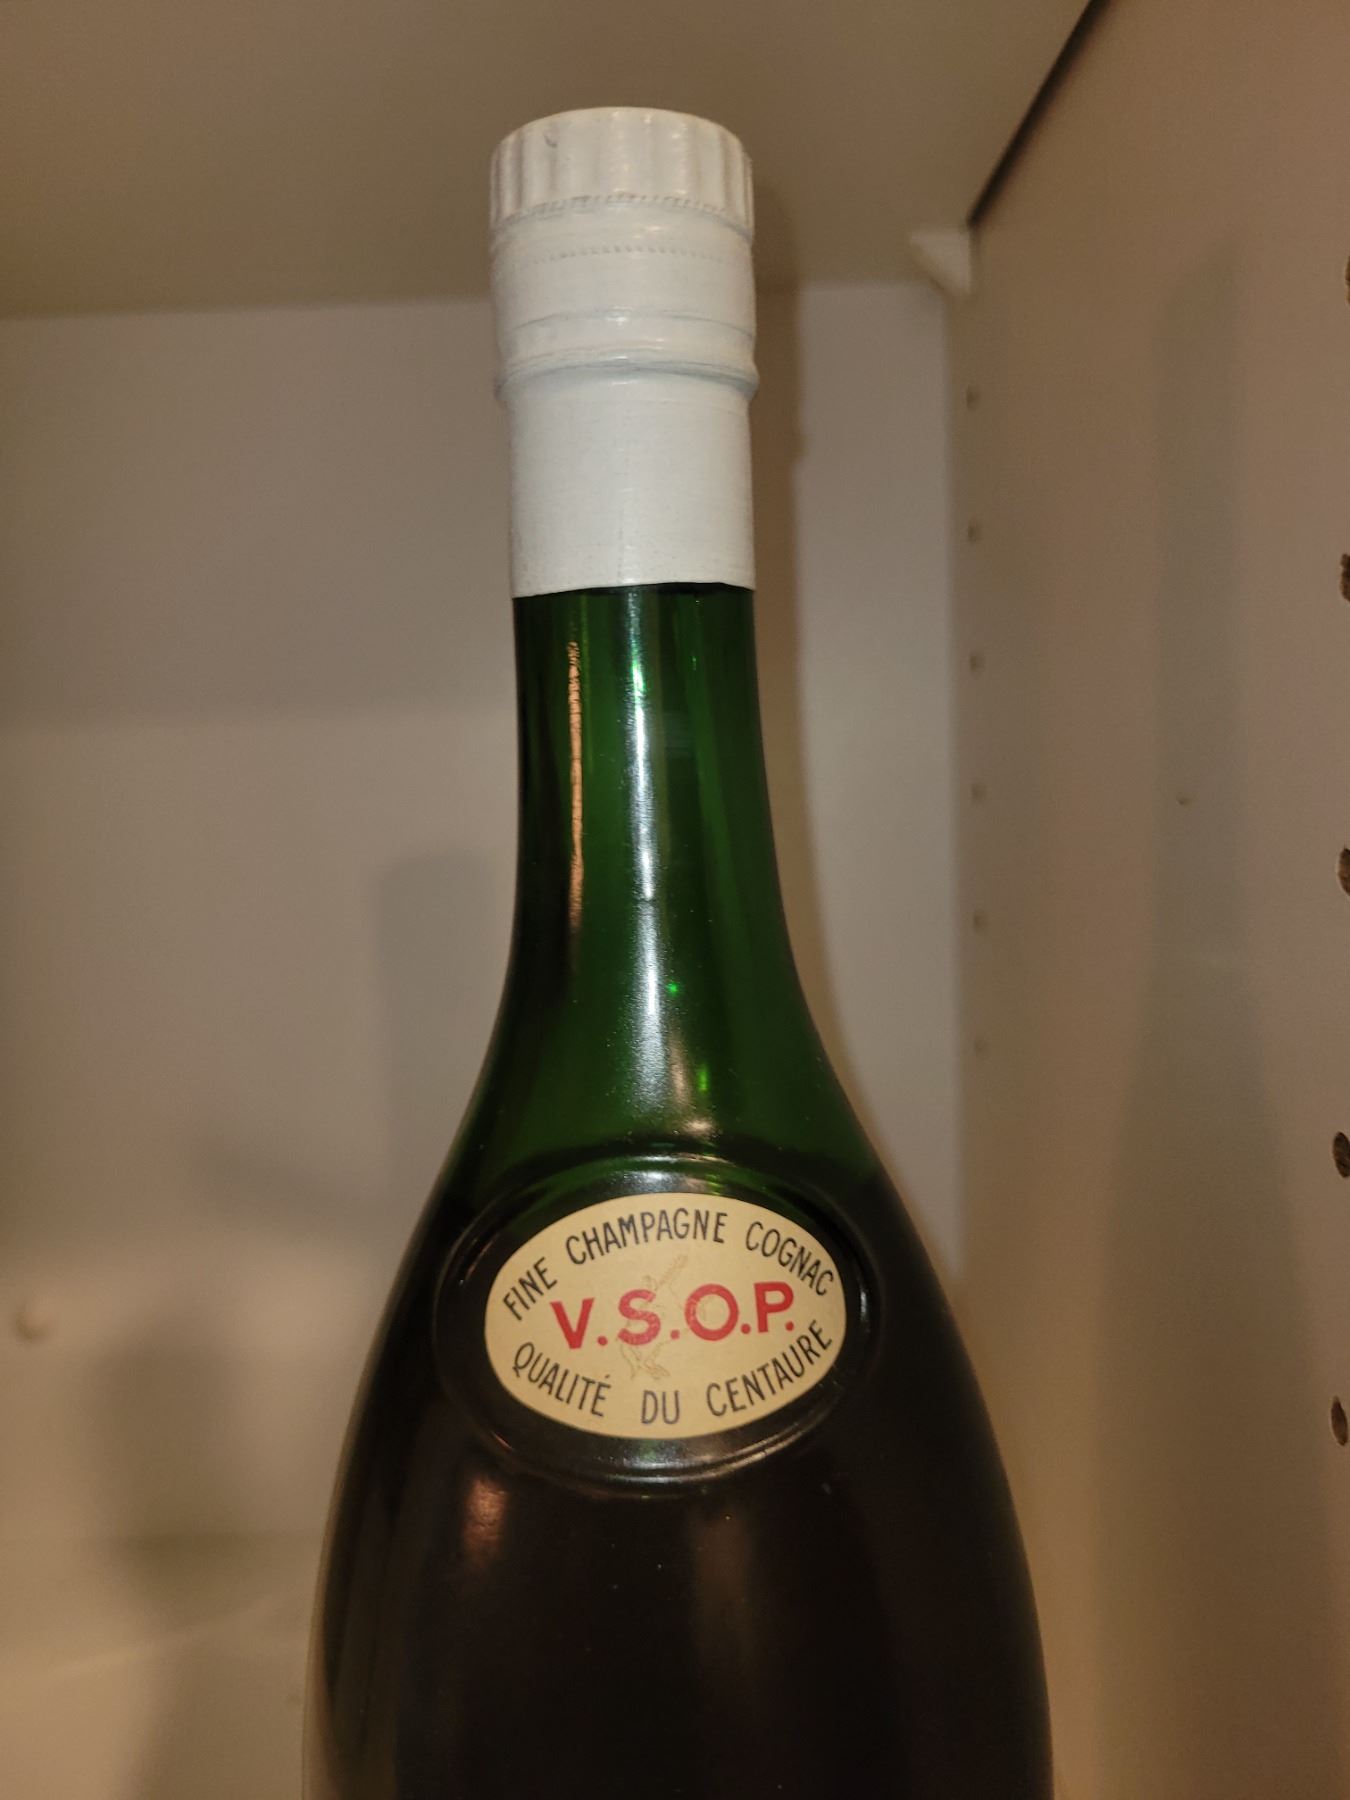 FINE CHAMPAGNE COGNAC
V.S.O.P.
QUALITÉ DU CENTAURE